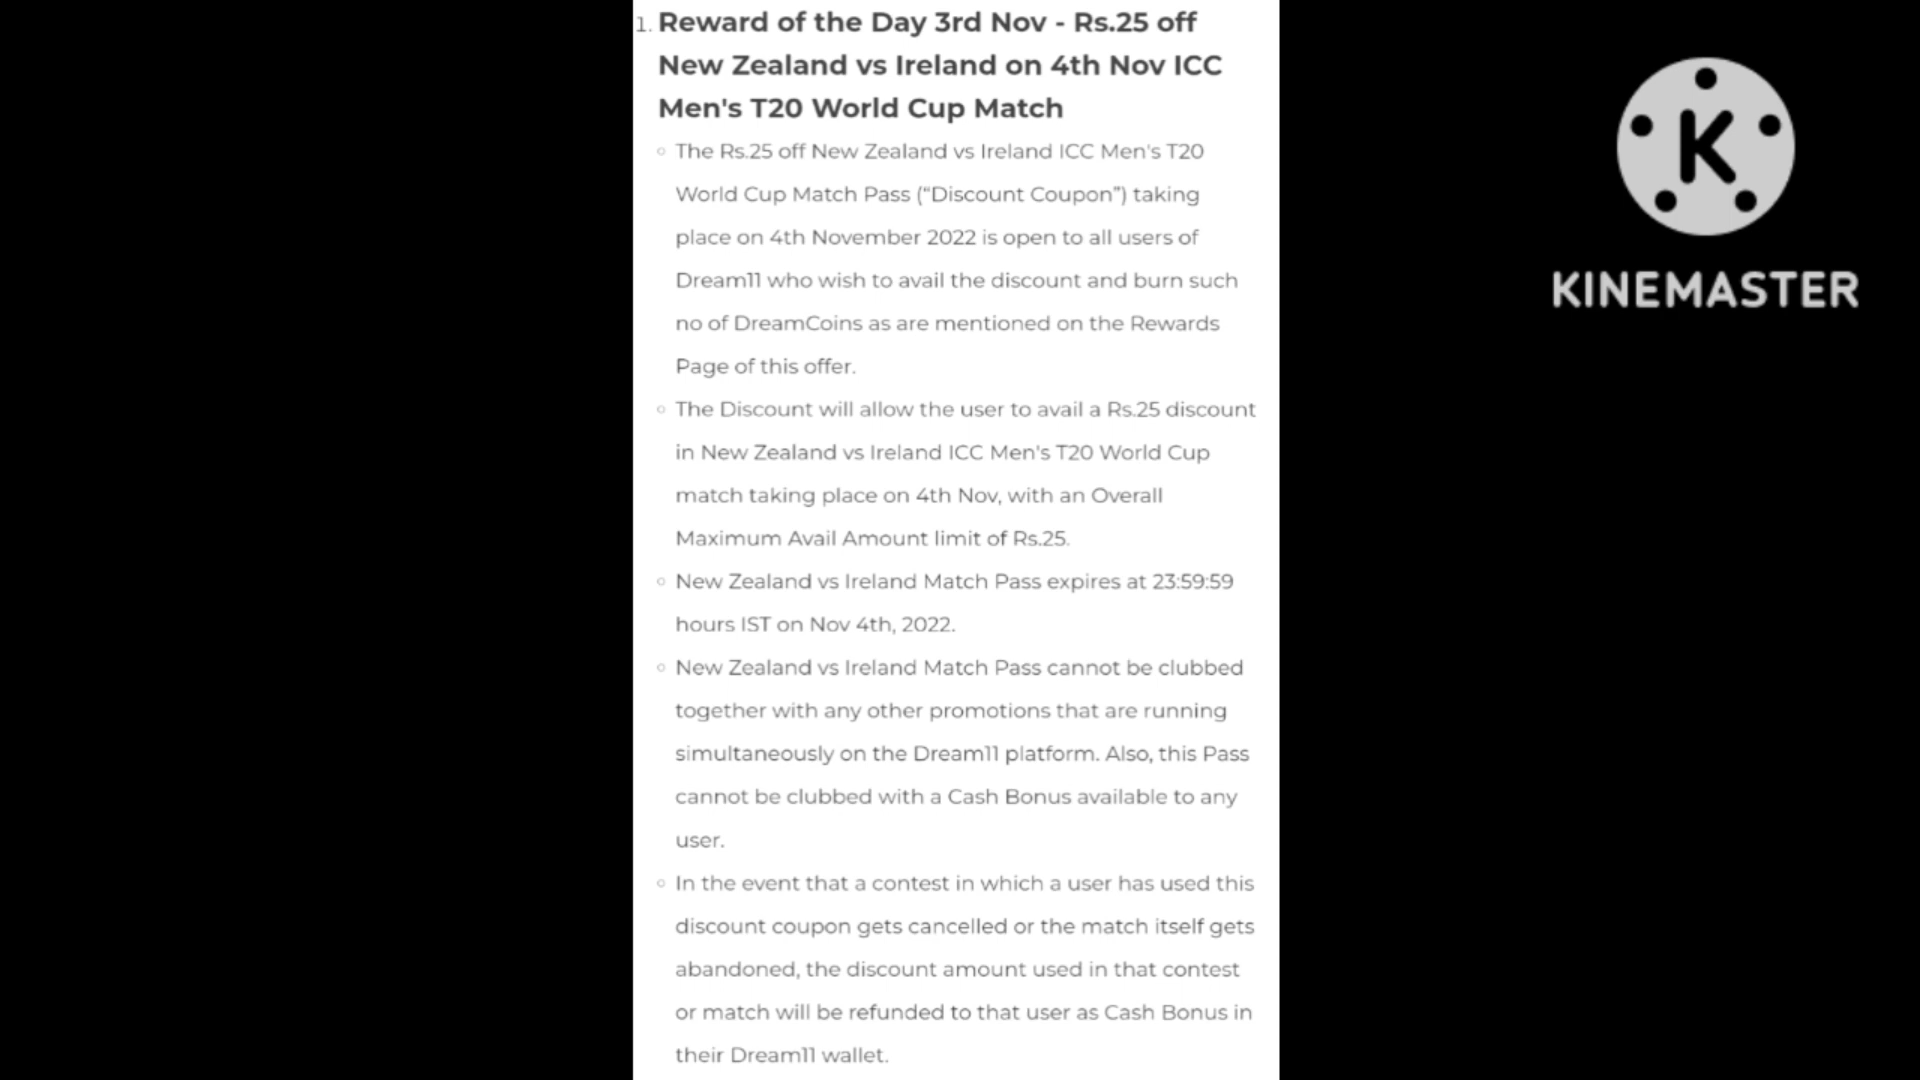 1. Reward of the Day 3rd Nov - Rs.25 off
New Zealand vs Ireland on 4th Nov ICC
Men's T20 World Cup Match
The Rs.25 off New Zealand vs Ireland ICC Men's T20
World Cup Match Pass (“Discount Coupon”) taking
place on 4th November 2022 is open to all users of
Dream11 who wish to avail the discount and burn such
no of DreamCoins as are mentioned on the Rewards
Page of this offer.
The Discount will allow the user to avail a Rs.25 discount
in New Zealand vs Ireland ICC Men's T20 World Cup
match taking place on 4th Nov, with an Overall
Maximum Avail Amount limit of Rs.25.
New Zealand vs Ireland Match Pass expires at 23:59:59
hours IST on Nov 4th, 2022.
New Zealand vs Ireland Match Pass cannot be clubbed
together with any other promotions that are running
simultaneously on the Dream11 platform. Also, this Pass
cannot be clubbed with a Cash Bonus available to any
user.
In the event that a contest in which a user has used this
discount coupon gets cancelled or the match itself gets
abandoned, the discount amount used in that contest
or match will be refunded to that user as Cash Bonus in
their Dream11 wallet.
K
KINEMASTER